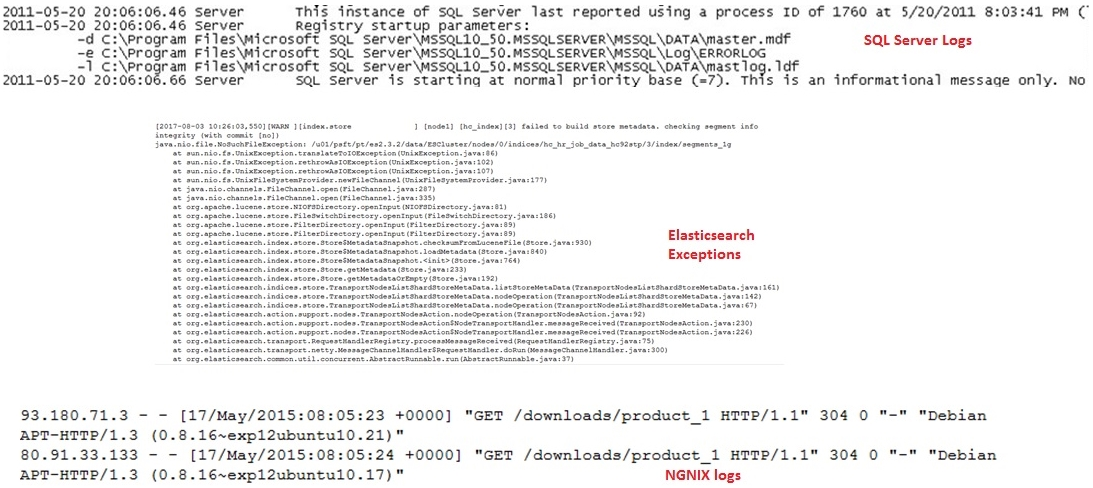 2011-05-20 20:06:06.46 Server      This instance of SQL Server last reported using a process ID of 1760 at 5/20/2011 8:03:41 PM (
2011-05-20 20:06:06.46 Server      Registry startup parameters:
-d C:\Program Files\Microsoft SQL Server\MSSQL10_50.MSSQLSERVER\MSSQL\DATA\master.mdf
-e C:\Program Files\Microsoft SQL Server\MSSQL10_50.MSSQLSERVER\MSSQL\Log\ERRORLOG
-l C:\Program Files\Microsoft SQL Server\MSSQL10_50.MSSQLSERVER\MSSQL\DATA\mastlog.ldf
SQL Server Logs
2011-05-20 20:06:06.66 Server      SQL Server is starting at normal priority base (=7). This is an informational message only. No
[2017-08-03 10:26:03,550][WARN ][index.store              ] [node1] [hc_index][3] failed to build store metadata. checking segment info
integrity (with commit [no])
java.nio.file.NoSuchFileException: /u01/psft/pt/es2.3.2/data/ESCluster/nodes/0/indices/hc_hr_job_data_hc92stp/3/index/segments_lg
at sun.nio.fs.UnixException.translateToIOException(UnixException.java:86)
at sun.nio.fs.UnixException.rethrowAsIOException(UnixException.java:102)
at sun.nio.fs.UnixException.rethrowAsIOException(UnixException.java:107)
at sun.nio.fs.UnixFileSystemProvider.newFileChannel(UnixFileSystemProvider.java:177)
at java.nio.channels.FileChannel.open(FileChannel.java:287)
at java.nio.channels.FileChannel.open(FileChannel.java:335)
at org.apache.lucene.store.NIOFSDirectory.openInput(NIOFSDirectory.java:81)
at org.apache.lucene.store.FileSwitchDirectory.openInput(FileSwitchDirectory.java:186)
at org.apache.lucene.store.FilterDirectory.openInput(FilterDirectory.java:89)
at org.apache.lucene.store.FilterDirectory.openInput(FilterDirectory.java:89)
at org.elasticsearch.index.store.Store$MetadataSnapshot.checksumFromLuceneFile(Store.java:930)
at org.elasticsearch.index.store.Store$MetadataSnapshot.loadMetadata(Store.java:840)
at org.elasticsearch.index.store.Store$MetadataSnapshot.<init>(Store.java:764)
at org.elasticsearch.index.store.Store.getMetadata(Store.java:233)
at org.elasticsearch.index.store.Store.getMetadataOrEmpty(Store.java:192)
at org.elasticsearch.indices.store.TransportNodesListShardStoreMetaData.listStoreMetaData(TransportNodesListShardStoreMetaData.java:161)
at org.elasticsearch.indices.store.TransportNodesListShardStoreMetaData.nodeOperation(TransportNodesListShardStoreMetaData.java:142)
at org.elasticsearch.indices.store.TransportNodesListShardStoreMetaData.nodeOperation(TransportNodesListShardStoreMetaData.java:67)
at org.elasticsearch.action.support.nodes.TransportNodesAction.nodeOperation(TransportNodesAction.java:92)
at org.elasticsearch.action.support.nodes.TransportNodesAction$NodeTransportHandler.messageReceived(TransportNodesAction.java:230)
at org.elasticsearch.action.support.nodes.TransportNodesAction$NodeTransportHandler.messageReceived(TransportNodesAction.java:226)
at org.elasticsearch.transport.RequestHandlerRegistry.processMessageReceived(RequestHandlerRegistry.java:75)
at org.elasticsearch.transport.netty.MessageChannelHandler$RequestHandler.doRun(MessageChannelHandler.java:300)
at org.elasticsearch.common.util.concurrent.AbstractRunnable.run(AbstractRunnable.java:37)
Elasticsearch
Exceptions
93.180.71.3 - - [17/May/2015:08:05:23 +0000] "GET /downloads/product_1 HTTP/1.1" 304 0 "-" "Debian
APT-HTTP/1.3 (0.8.16~exp12ubuntu10.21)"
80.91.33.133 - - [17/May/2015:08:05:24 +0000] "GET /downloads/product_1 HTTP/1.1" 304 0 "-" "Debian
APT-HTTP/1.3 (0.8.16~exp12ubuntu10.17)"
NGNIX logs